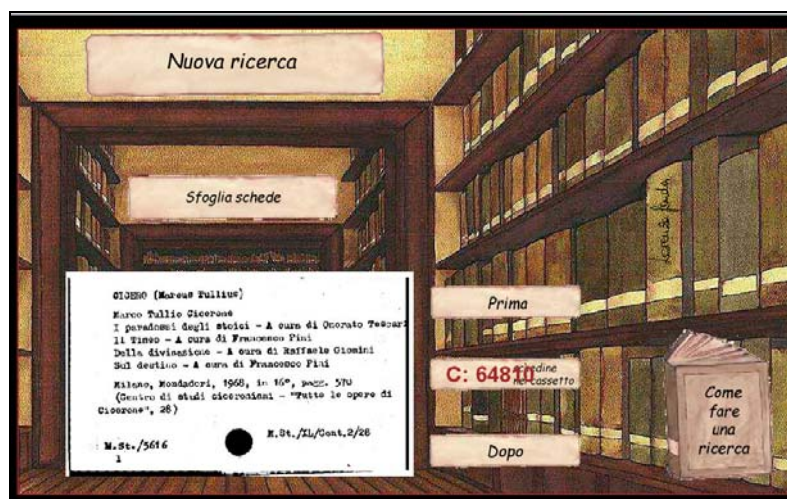 Nuova ricerca
Sfoglia schede
CICERO (Marcus Tullius)
Marco Tullio Cicerone
I paradossi degli stoici - A cura di Onorato Tescari
Il Timeo - A cura di Francesco Pini
Della divinazione - A cura di Raffaele Giomini
Sul destino - A cura di Francesco Pini
Milano, Mondadori, 1968, in 16°, pagg. 570
(Centro di studi ciceroniani - "Tutte le opere di
Cicerone", 28)
M.St./XL/Cont.2/28
M.St./5616
1
Prima
C: 64810
schedine
nel cassetto
Dopo
Come
fare
una
ricerca